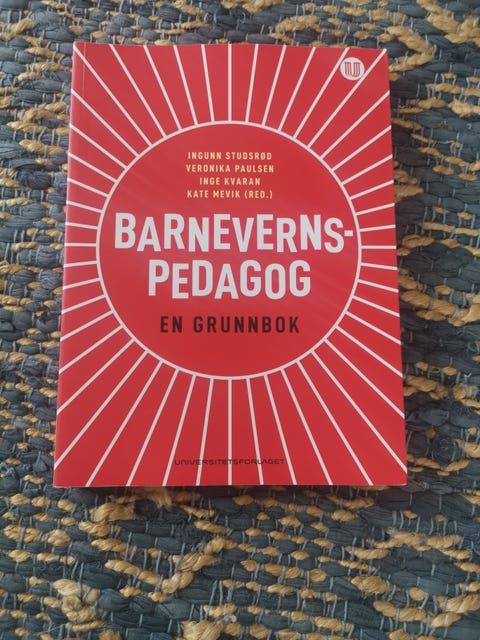 INGUNN STUDSRØD
VERONIKA PAULSEN
INGE KVARAN
KATE MEVIK (RED.)
BARNEVERNS-
PEDAGOG
EN GRUNNBOK
UNIVERSITETSFORLAGET